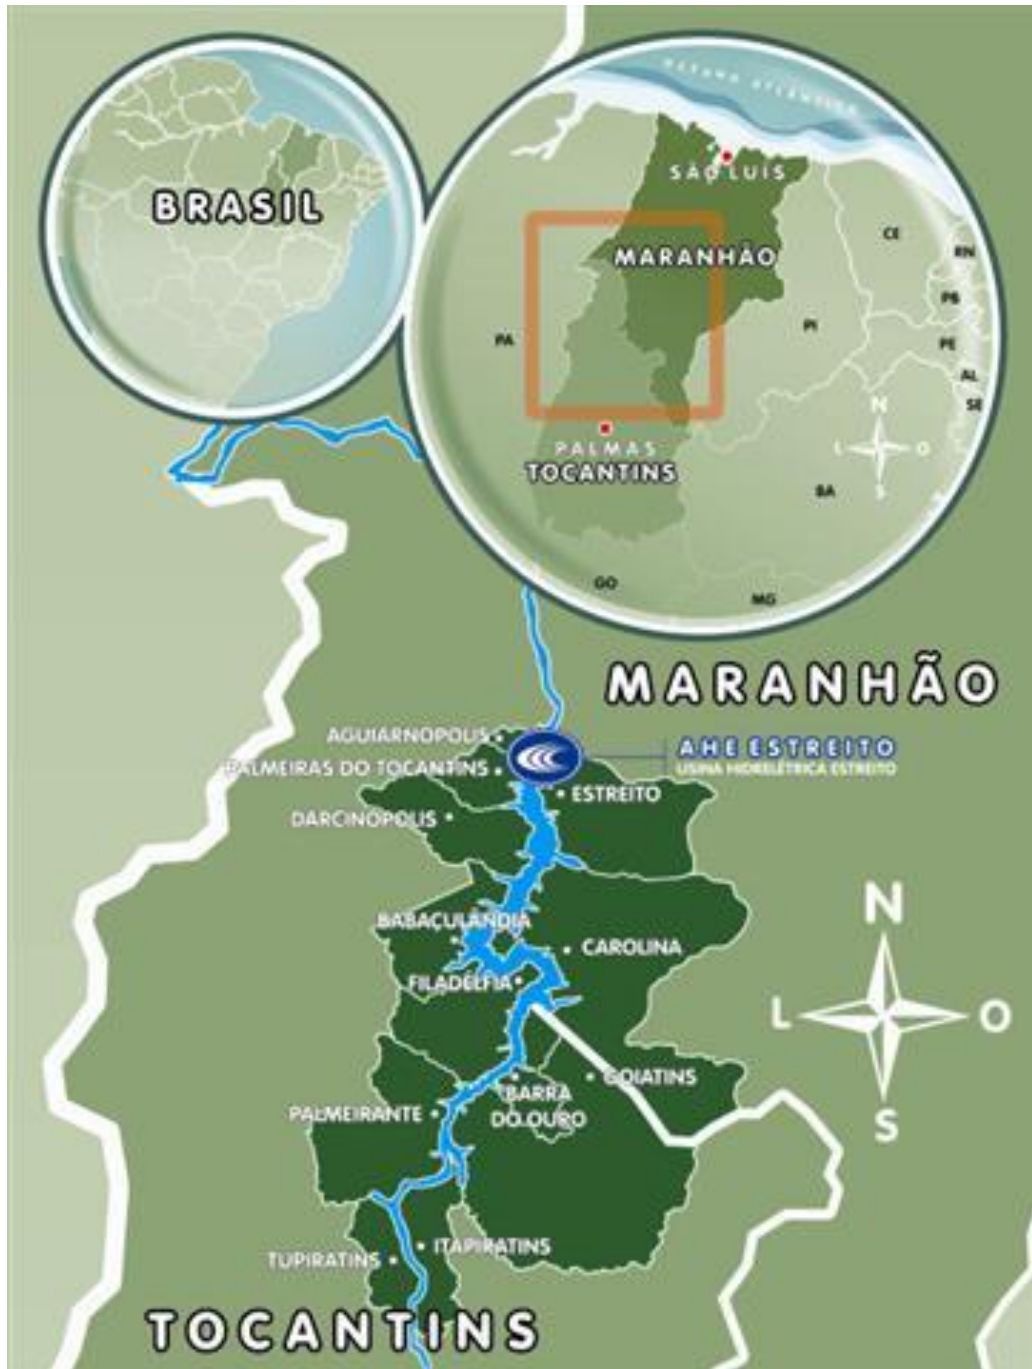 BRASIL
OCEANO ATLÂNTICO
SÃO LUIS
MARANHÃO
CE
RN
PB
PA
PI
PE
AL
SE
N
L O
S
PALMAS
TOCANTINS
BA
GO
MG
MARANHÃO
AGUIARNOPOLIS
AHE ESTREITO
PALMEIRAS DO TOCANTINS
USINA HIDRELÉTRICA ESTREITO
ESTREITO
DARCINOPOLIS
BABAÇULÂNDIA
CAROLINA
FILADÉLFIA
N
L O
S
GOIATINS
BARRA
DO OURO
PALMEIRANTE
ITAPIRATINS
TUPIRATINS
TOCANTINS